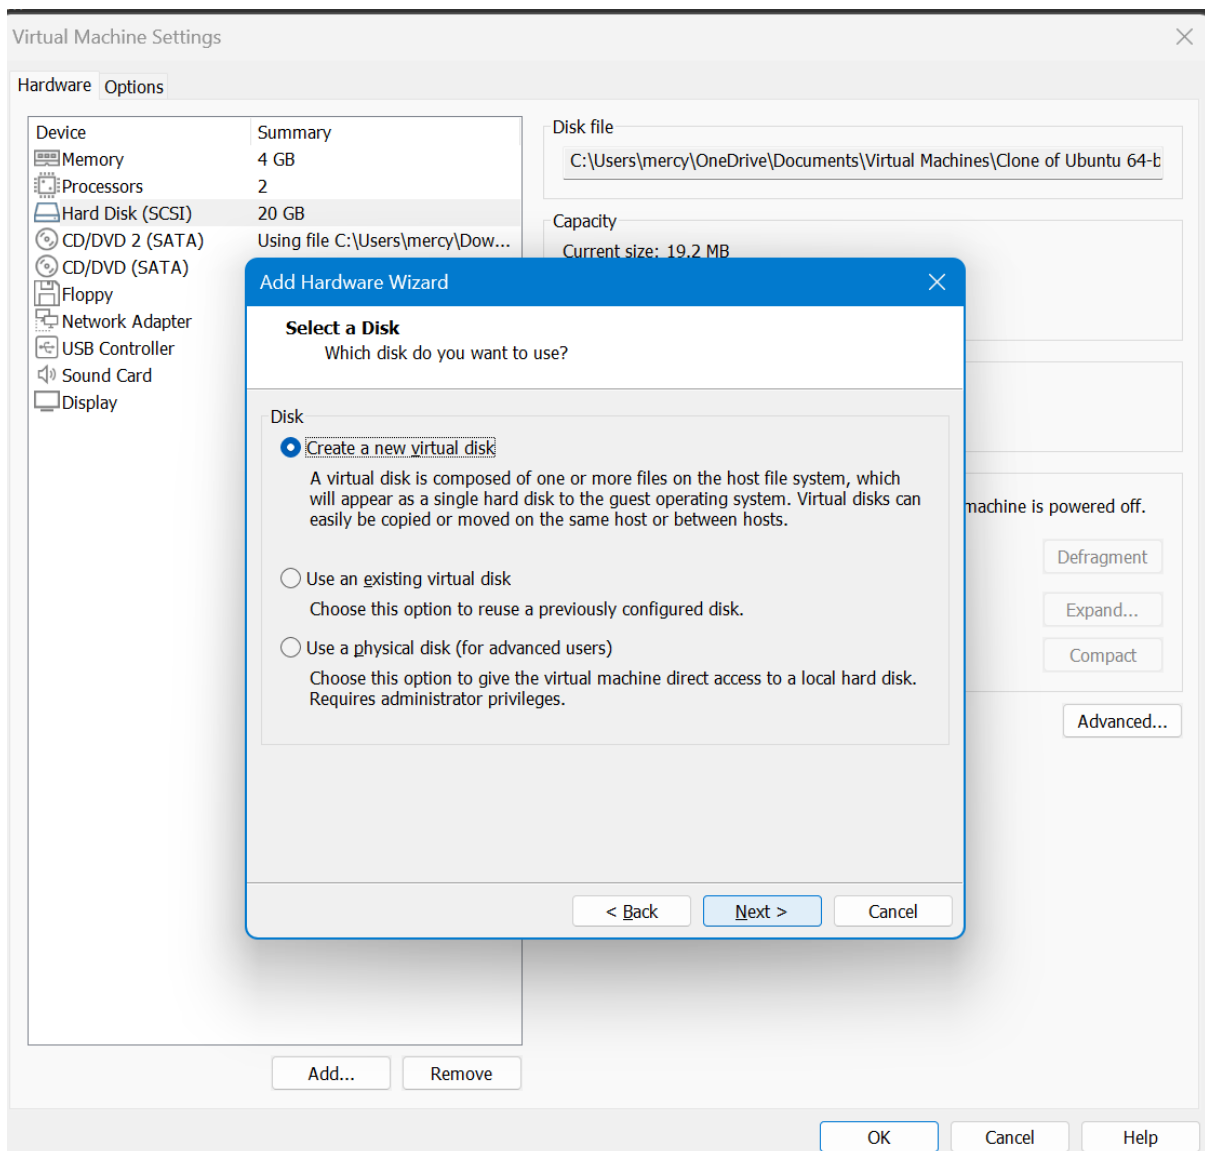 Virtual Machine Settings
Hardware Options
Device Summary
Memory 4 GB
Processors 2
Hard Disk (SCSI) 20 GB
CD/DVD 2 (SATA) Using file C:\Users\mercy\Dow...
CD/DVD (SATA)
Floppy
Network Adapter
USB Controller
Sound Card
Display
Add... Remove
Disk file
C:\Users\mercy\OneDrive\Documents\Virtual Machines\Clone of Ubuntu 64-b
Capacity
Current size: 19.2 MB
machine is powered off.
Defragment
Expand...
Compact
Advanced...
Add Hardware Wizard
Select a Disk
Which disk do you want to use?
Disk
Create a new virtual disk
A virtual disk is composed of one or more files on the host file system, which
will appear as a single hard disk to the guest operating system. Virtual disks can
easily be copied or moved on the same host or between hosts.
Use an existing virtual disk
Choose this option to reuse a previously configured disk.
Use a physical disk (for advanced users)
Choose this option to give the virtual machine direct access to a local hard disk.
Requires administrator privileges.
< Back Next > Cancel
OK Cancel Help